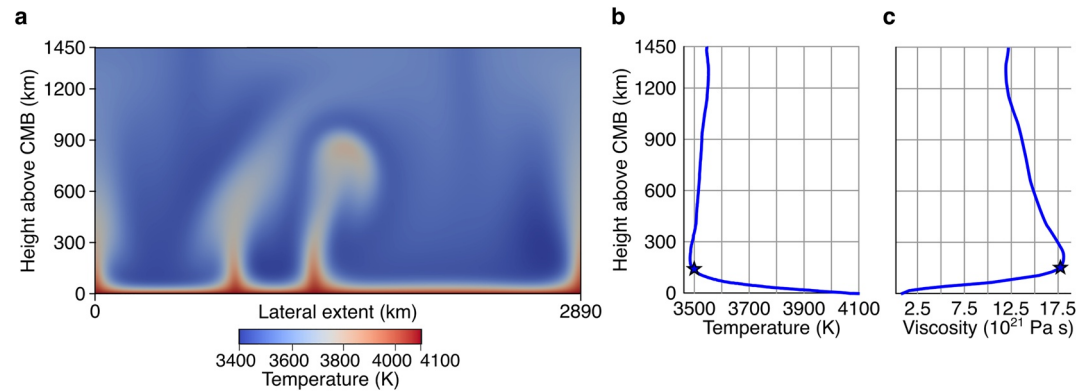 a
b
c
1450
1200
900
600
300
0
Height above CMB (km)
0
Lateral extent (km)
2890
3400 3600 3800 4000 4100
Temperature (K)
1450
1200
900
600
300
0
Height above CMB (km)
3500 3700 3900 4100
Temperature (K)
2.5 7.5 12.5 17.5
Viscosity (10²¹ Pa s)